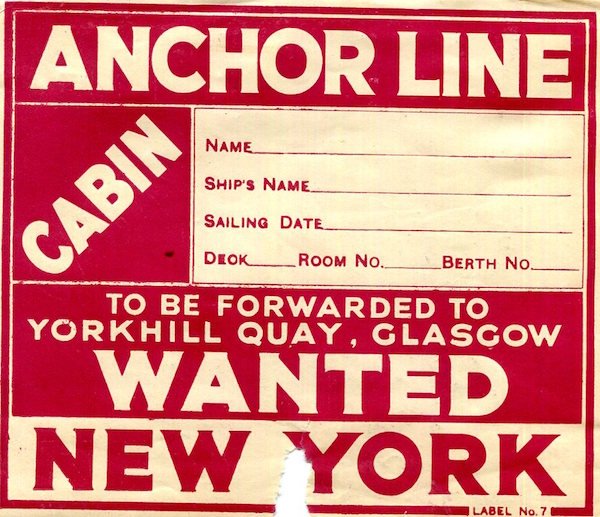 ANCHOR LINE
CABIN
NAME
SHIP'S NAME
SAILING DATE
DECK ROOM NO. BERTH NO.
TO BE FORWARDED TO
YORKHILL QUAY, GLASGOW
WANTED
NEW YORK
LABEL No. 7